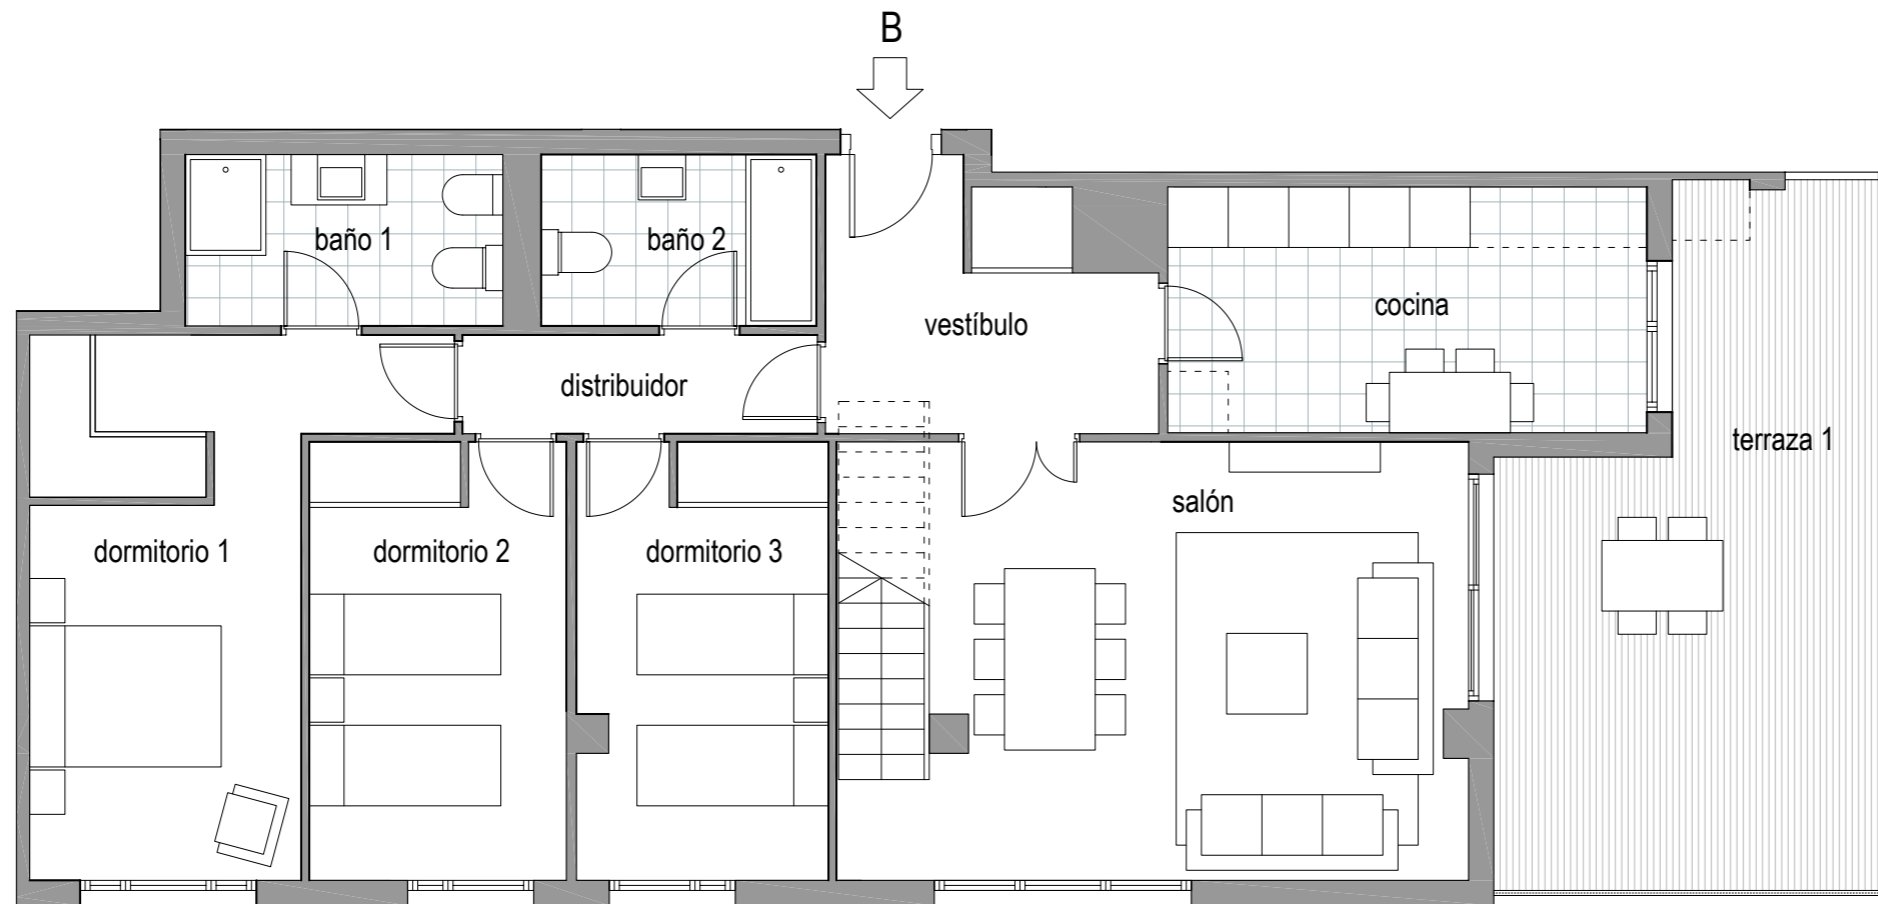 B
baño 1
baño 2
vestíbulo
cocina
distribuidor
terraza 1
salón
dormitorio 1
dormitorio 2
dormitorio 3